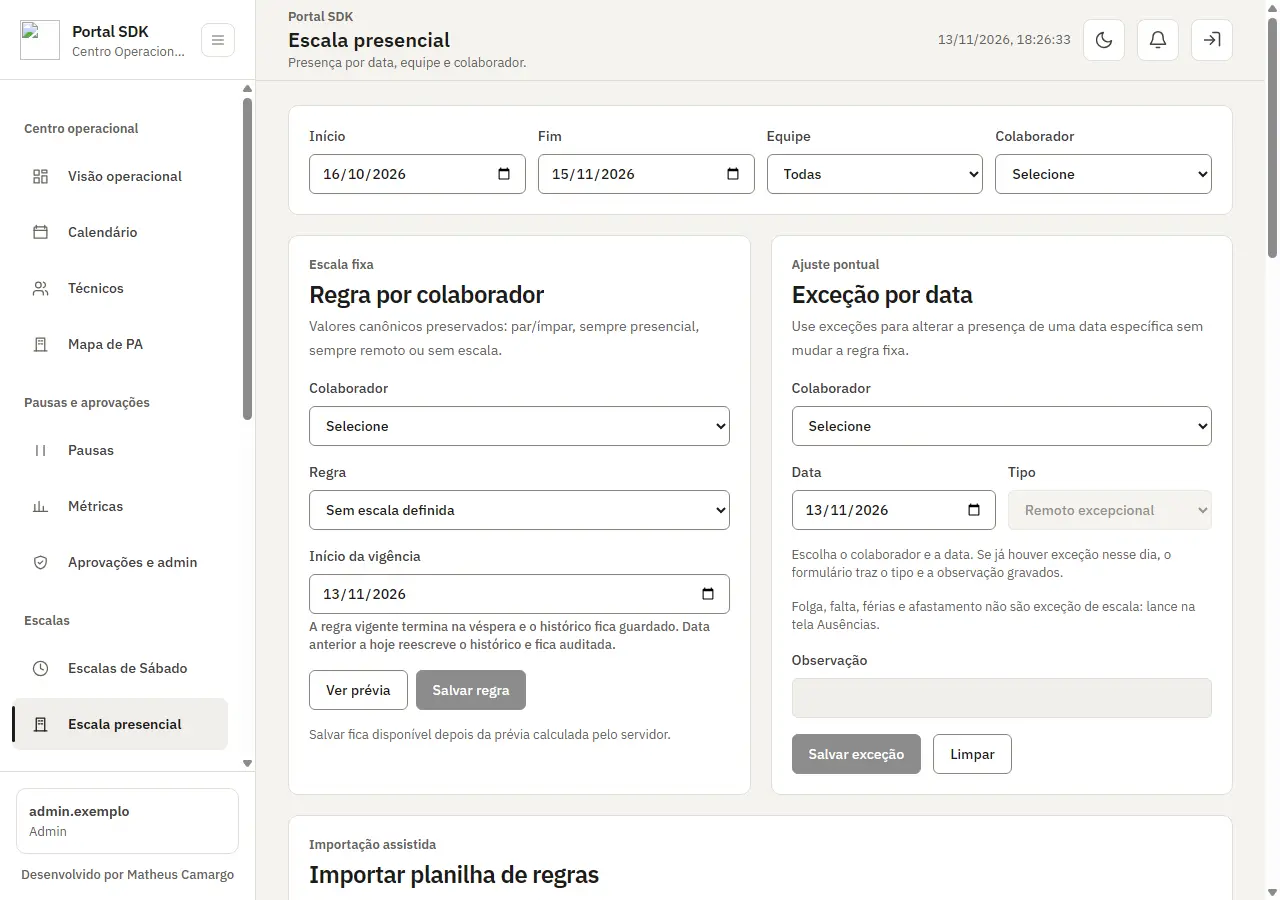 Portal SDK
Centro Operacion...
Centro operacional
Visão operacional
Calendário
Técnicos
Mapa de PA
Pausas e aprovações
Pausas
Métricas
Aprovações e admin
Escalas
Escalas de Sábado
Escala presencial
admin.exemplo
Admin
Desenvolvido por Matheus Camargo
Portal SDK
Escala presencial
Presença por data, equipe e colaborador.
13/11/2026, 18:26:33
Início
Fim
Equipe
Colaborador
16/10/2026
15/11/2026
Todas
Selecione
Escala fixa
Regra por colaborador
Valores canônicos preservados: par/ímpar, sempre presencial,
sempre remoto ou sem escala.
Colaborador
Selecione
Regra
Sem escala definida
Início da vigência
13/11/2026
A regra vigente termina na véspera e o histórico fica guardado. Data
anterior a hoje reescreve o histórico e fica auditada.
Ver prévia
Salvar regra
Salvar fica disponível depois da prévia calculada pelo servidor.
Ajuste pontual
Exceção por data
Use exceções para alterar a presença de uma data específica sem
mudar a regra fixa.
Colaborador
Selecione
Data
Tipo
13/11/2026
Remoto excepcional
Escolha o colaborador e a data. Se já houver exceção nesse dia, o
formulário traz o tipo e a observação gravados.
Folga, falta, férias e afastamento não são exceção de escala: lance na
tela Ausências.
Observação
Salvar exceção
Limpar
Importação assistida
Importar planilha de regras